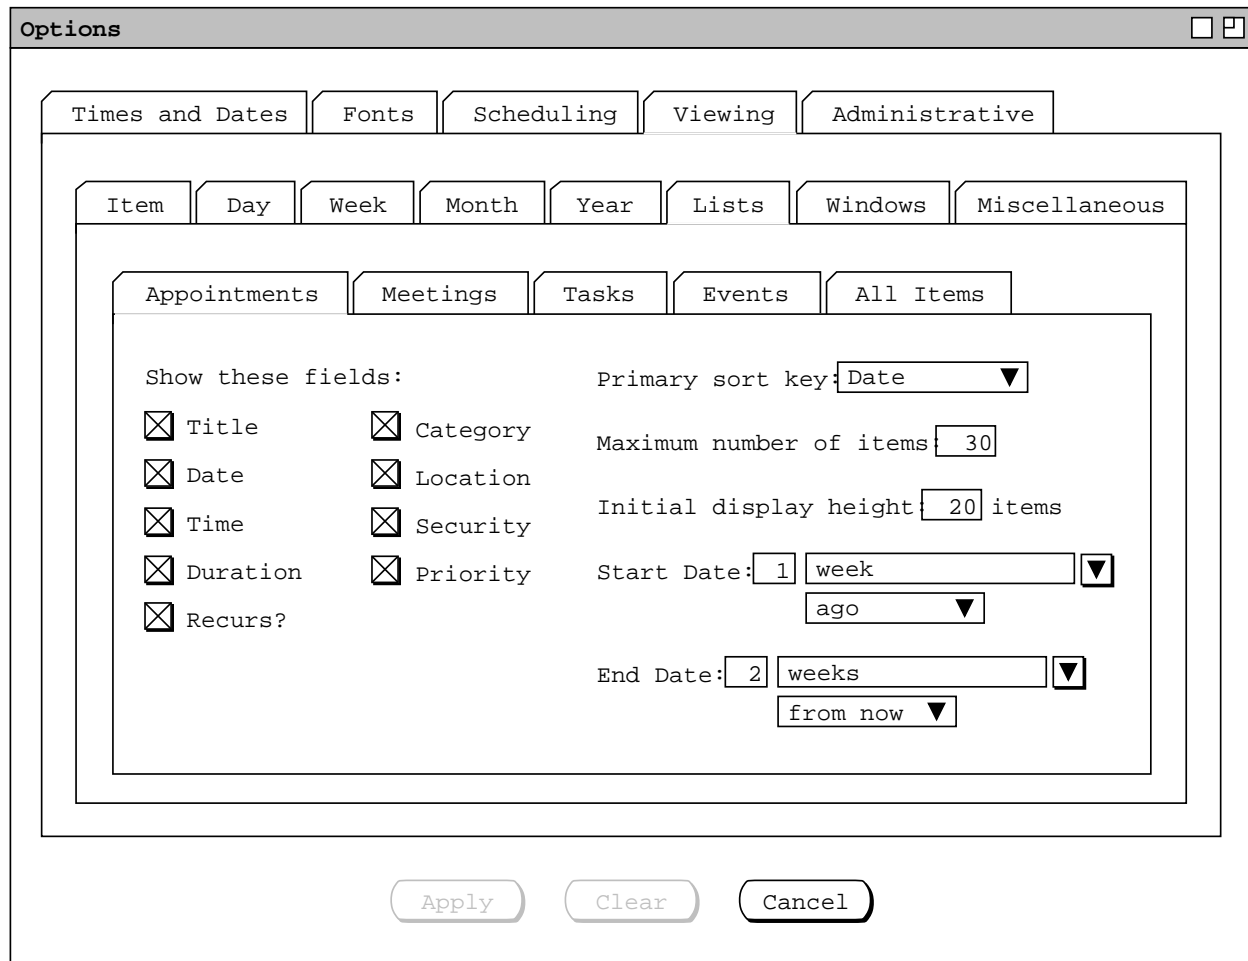 Options
Times and Dates Fonts Scheduling Viewing Administrative
Item Day Week Month Year Lists Windows Miscellaneous
Appointments Meetings Tasks Events All Items
Show these fields:
Title
Category
Date
Location
Time
Security
Duration
Priority
Recurs?
Primary sort key: Date
Maximum number of items: 30
Initial display height: 20 items
Start Date: 1 week
ago
End Date: 2 weeks
from now
Apply Clear Cancel